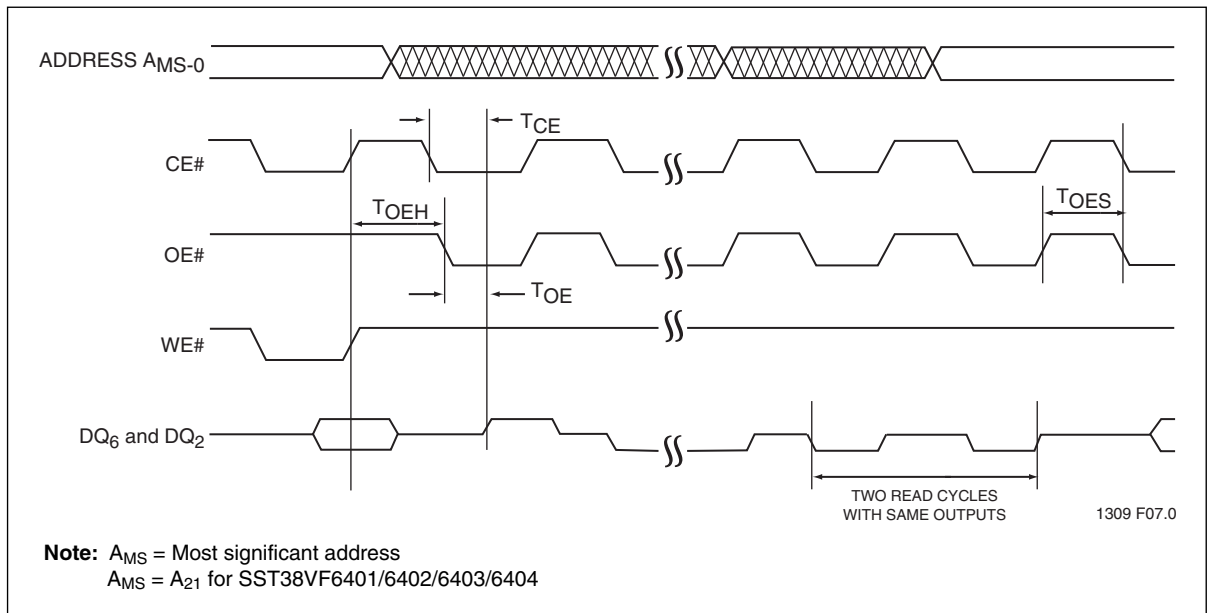 ADDRESS AMS-0
TCE
CE#
TOEH
TOES
OE#
TOE
WE#
DQ6 and DQ2
TWO READ CYCLES
WITH SAME OUTPUTS
1309 F07.0
Note: AMS = Most significant address
AMS = A21 for SST38VF6401/6402/6403/6404